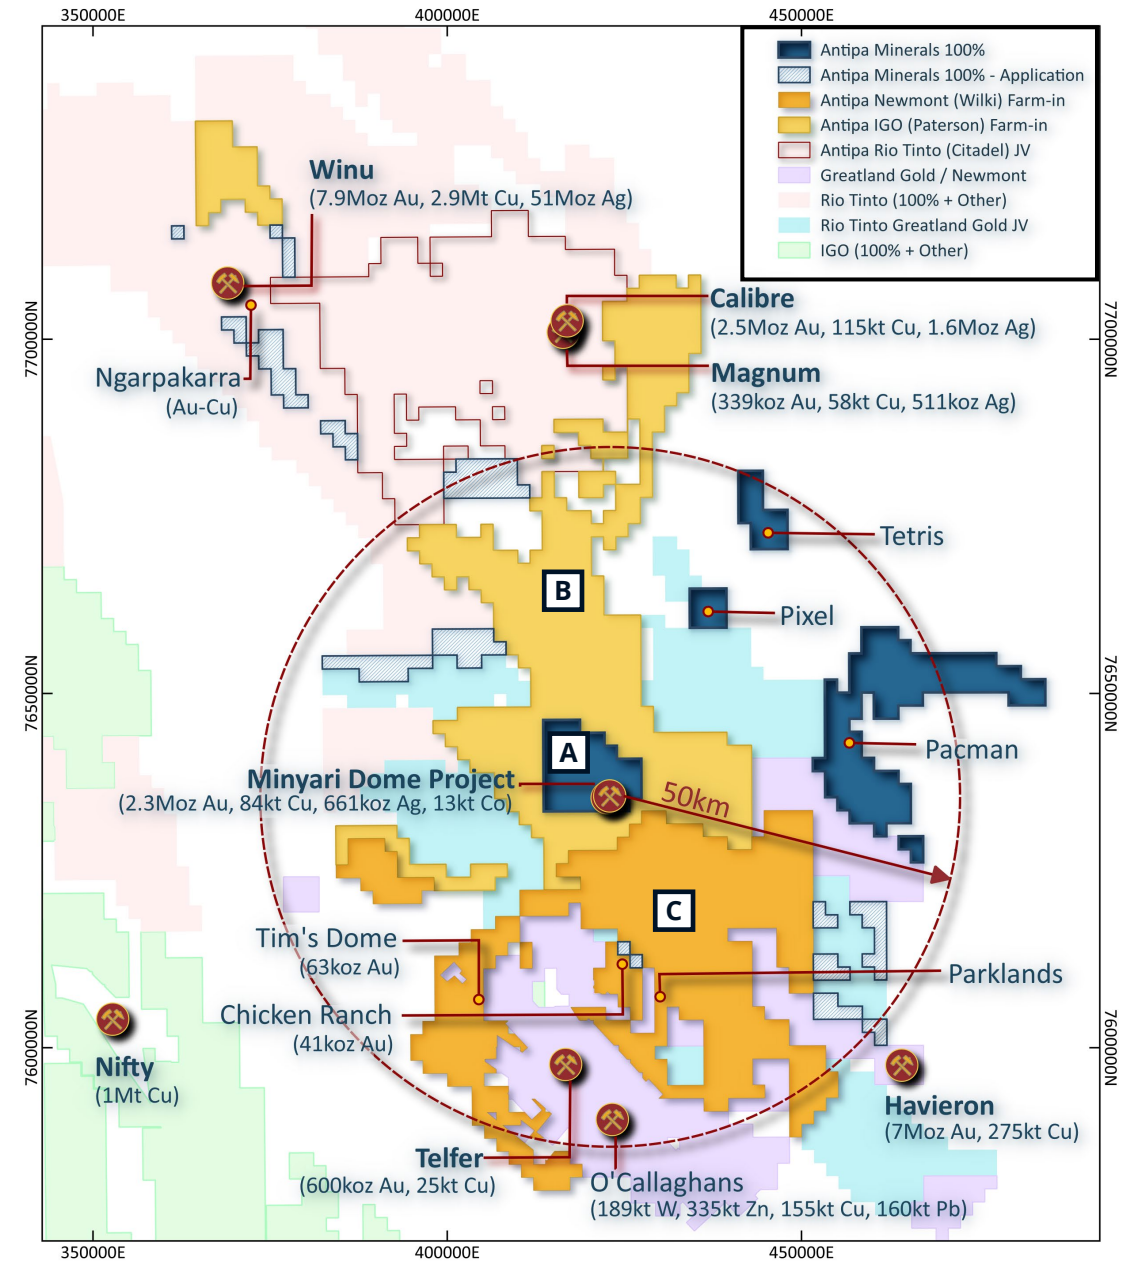 350000E
400000E
450000E
Antipa Minerals 100%
Antipa Minerals 100% - Application
Antipa Newmont (Wilki) Farm-in
Antipa IGO (Paterson) Farm-in
Antipa Rio Tinto (Citadel) JV
Greatland Gold / Newmont
Rio Tinto (100% + Other)
Rio Tinto Greatland Gold JV
IGO (100% + Other)
Winu
(7.9Moz Au, 2.9Mt Cu, 51Moz Ag)
Calibre
(2.5Moz Au, 115kt Cu, 1.6Moz Ag)
7700000N
7700000N
Magnum
(339koz Au, 58kt Cu, 511koz Ag)
Ngarpakarra
(Au-Cu)
Tetris
B
Pixel
7650000N
7650000N
A
Pacman
Minyari Dome Project
(2.3Moz Au, 84kt Cu, 661koz Ag, 13kt Co)
50km
C
Tim's Dome
(63koz Au)
Parklands
Chicken Ranch
(41koz Au)
7600000N
7600000N
Nifty
(1Mt Cu)
Havieron
(7Moz Au, 275kt Cu)
Telfer
(600koz Au, 25kt Cu)
O'Callaghans
(189kt W, 335kt Zn, 155kt Cu, 160kt Pb)
350000E
400000E
450000E